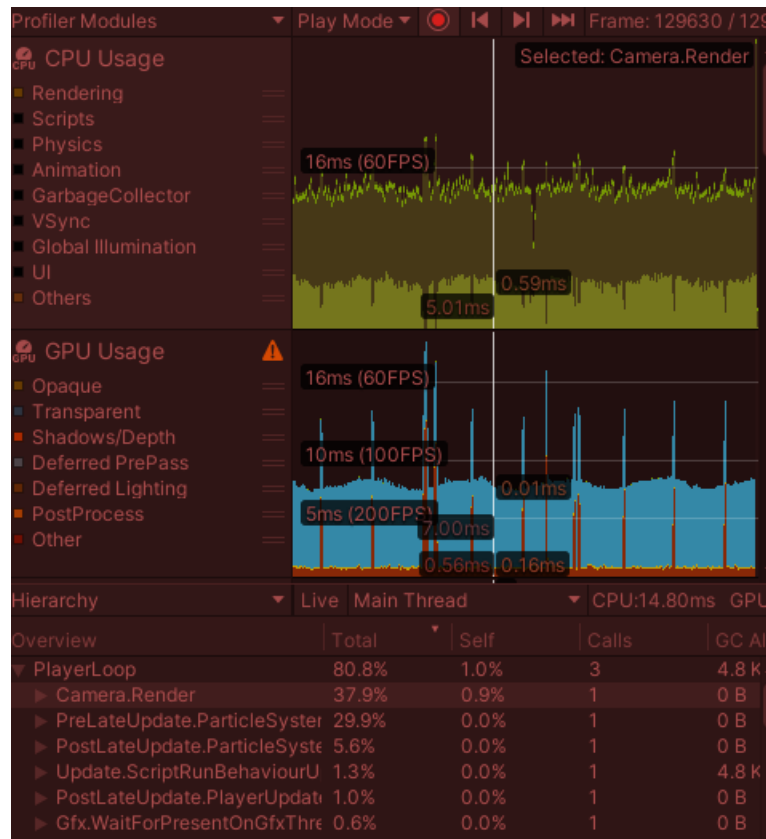 Profiler Modules Play Mode Frame: 129630 / 129
CPU CPU Usage Selected: Camera.Render
Rendering
Scripts
Physics
Animation
GarbageCollector
VSync
Global Illumination
UI
Others
16ms (60FPS)
0.59ms
5.01ms
GPU GPU Usage
Opaque
Transparent
Shadows/Depth
Deferred PrePass
Deferred Lighting
PostProcess
Other
16ms (60FPS)
10ms (100FPS)
0.01ms
5ms (200FPS)
7.00ms
0.56ms 0.16ms
Hierarchy Live Main Thread CPU:14.80ms GPU
Overview Total Self Calls GC Al
PlayerLoop 80.8% 1.0% 3 4.8 K
Camera.Render 37.9% 0.9% 1 0 B
PreLateUpdate.ParticleSystem 29.9% 0.0% 1 0 B
PostLateUpdate.ParticleSyste 5.6% 0.0% 1 0 B
Update.ScriptRunBehaviourU 1.3% 0.0% 1 4.8 K
PostLateUpdate.PlayerUpdate 1.0% 0.0% 1 0 B
Gfx.WaitForPresentOnGfxThre 0.6% 0.0% 1 0 B